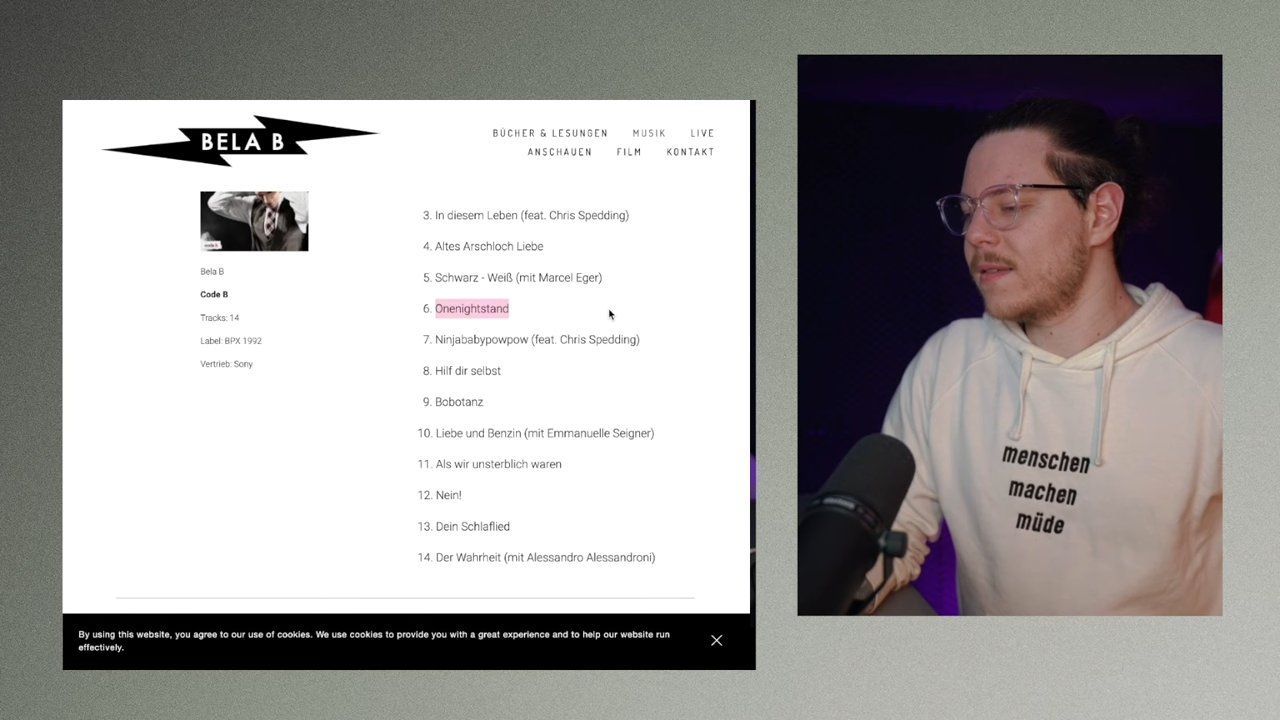 BELA B
BÜCHER & LESUNGEN MUSIK LIVE
ANSCHAUEN FILM KONTAKT
code b
Bela B
Code B
Tracks: 14
Label: BPX 1992
Vertrieb: Sony
3. In diesem Leben (feat. Chris Spedding)
4. Altes Arschloch Liebe
5. Schwarz - Weiß (mit Marcel Eger)
6. Onenightstand
7. Ninjababypowpow (feat. Chris Spedding)
8. Hilf dir selbst
9. Bobotanz
10. Liebe und Benzin (mit Emmanuelle Seigner)
11. Als wir unsterblich waren
12. Nein!
13. Dein Schlaflied
14. Der Wahrheit (mit Alessandro Alessandroni)
By using this website, you agree to our use of cookies. We use cookies to provide you with a great experience and to help our website run
effectively.
menschen
machen
müde